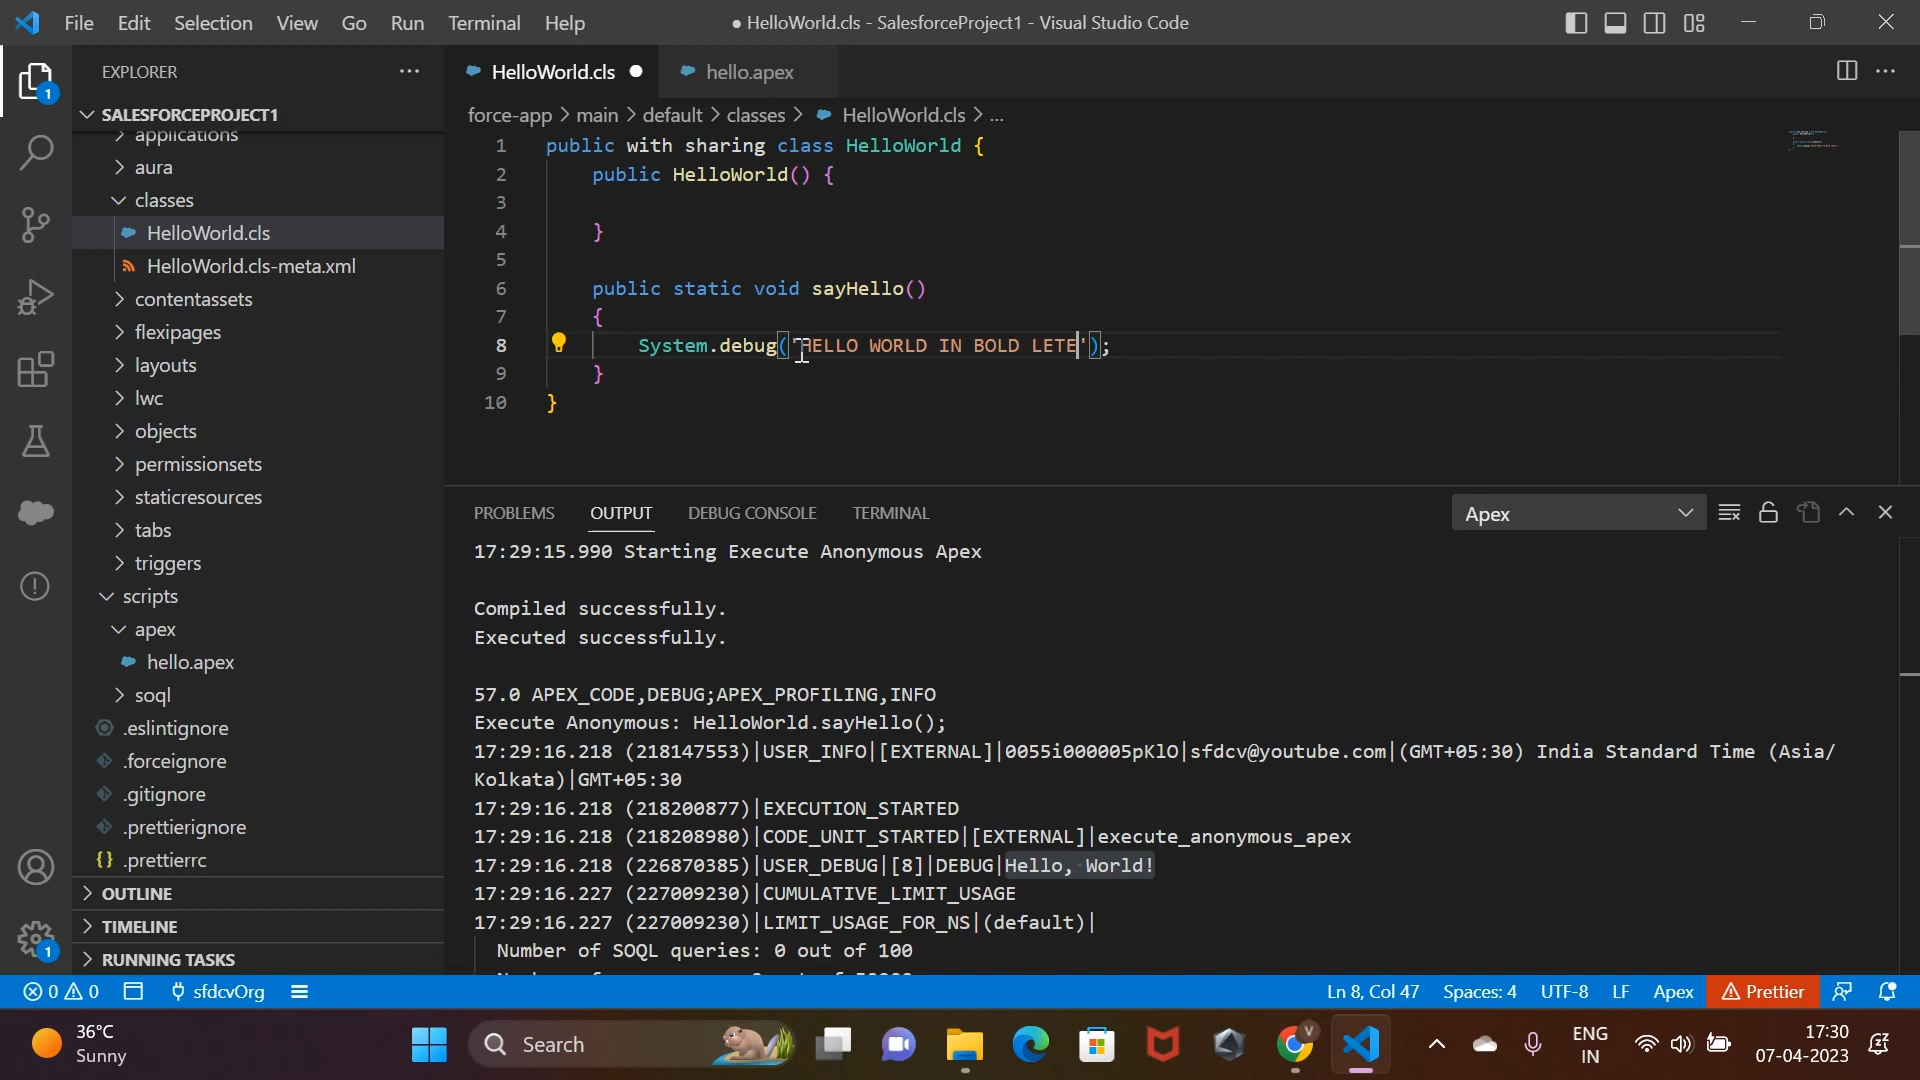 File Edit Selection View Go Run Terminal Help
● HelloWorld.cls - SalesforceProject1 - Visual Studio Code
EXPLORER
1
SALESFORCEPROJECT1
applications
aura
classes
HelloWorld.cls
HelloWorld.cls-meta.xml
contentassets
flexipages
layouts
lwc
objects
permissionsets
staticresources
tabs
triggers
scripts
apex
hello.apex
soql
.eslintignore
.forceignore
.gitignore
.prettierignore
.prettierrc
OUTLINE
TIMELINE
RUNNING TASKS
1
HelloWorld.cls
hello.apex
force-app > main > default > classes > HelloWorld.cls > ...
1 public with sharing class HelloWorld {
2 public HelloWorld() {
3
4 }
5
6 public static void sayHello()
7 {
8 System.debug('HELLO WORLD IN BOLD LETE');
9 }
10 }
PROBLEMS OUTPUT DEBUG CONSOLE TERMINAL
Apex
17:29:15.990 Starting Execute Anonymous Apex
Compiled successfully.
Executed successfully.
57.0 APEX_CODE,DEBUG;APEX_PROFILING,INFO
Execute Anonymous: HelloWorld.sayHello();
17:29:16.218 (218147553)|USER_INFO|[EXTERNAL]|0055i000005pKlO|sfdcv@youtube.com|(GMT+05:30) India Standard Time (Asia/
Kolkata)|GMT+05:30
17:29:16.218 (218200877)|EXECUTION_STARTED
17:29:16.218 (218208980)|CODE_UNIT_STARTED|[EXTERNAL]|execute_anonymous_apex
17:29:16.218 (226870385)|USER_DEBUG|[8]|DEBUG|Hello, World!
17:29:16.227 (227009230)|CUMULATIVE_LIMIT_USAGE
17:29:16.227 (227009230)|LIMIT_USAGE_FOR_NS|(default)|
Number of SOQL queries: 0 out of 100
0 0 sfdcvOrg
Ln 8, Col 47 Spaces: 4 UTF-8 LF Apex Prettier
36°C
Sunny
Search
V
ENG
IN
17:30
07-04-2023